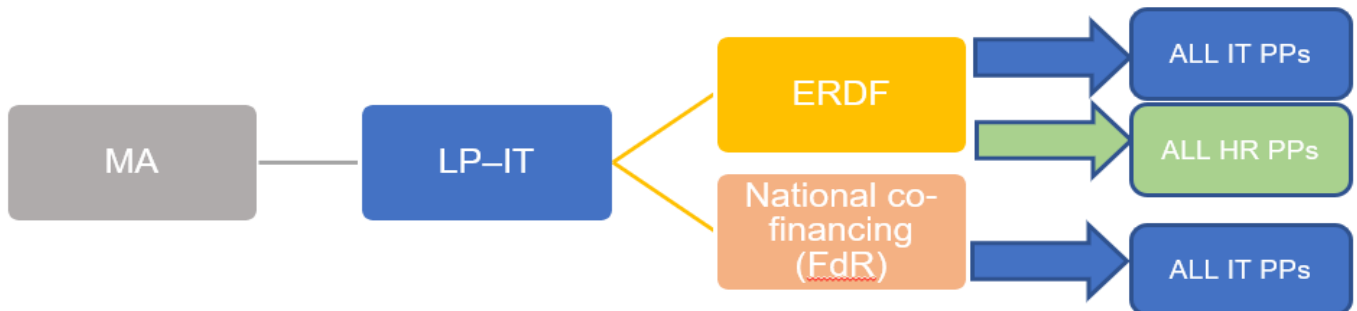 MA
LP–IT
ERDF
National co-
financing
(FdR)
ALL IT PPs
ALL HR PPs
ALL IT PPs